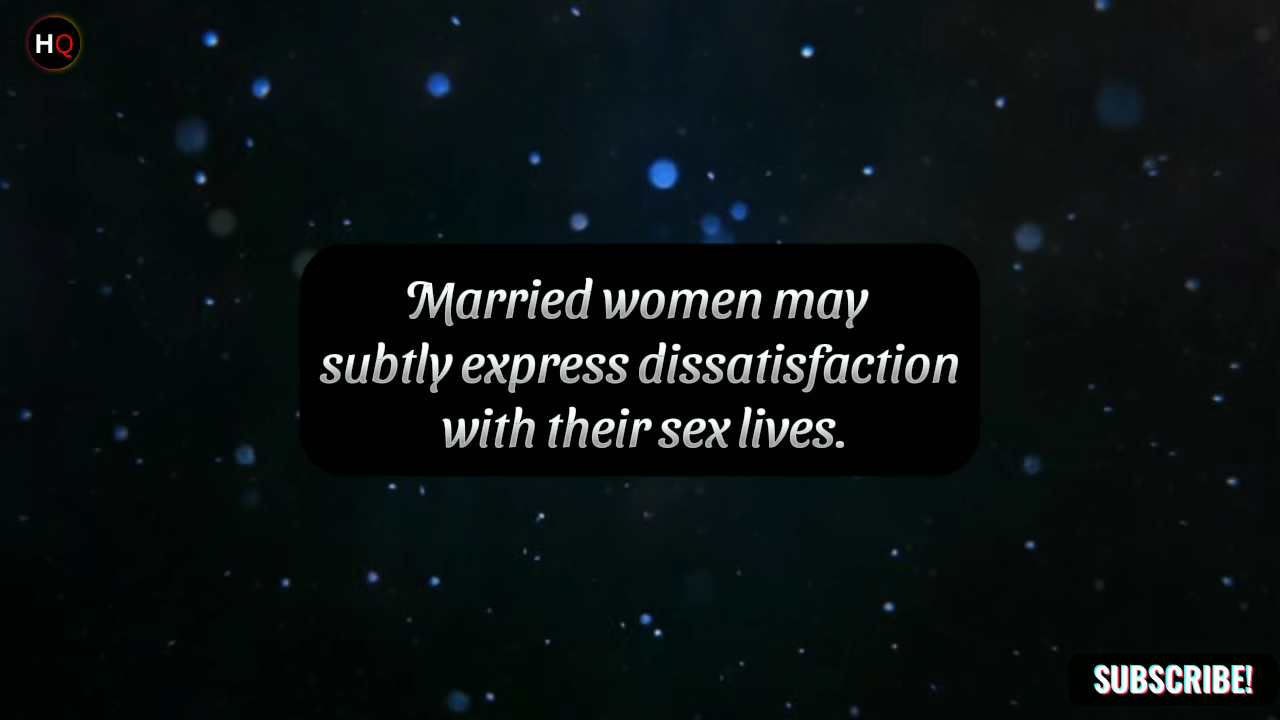 HQ
Married women may
subtly express dissatisfaction
with their sex lives.
SUBSCRIBE!